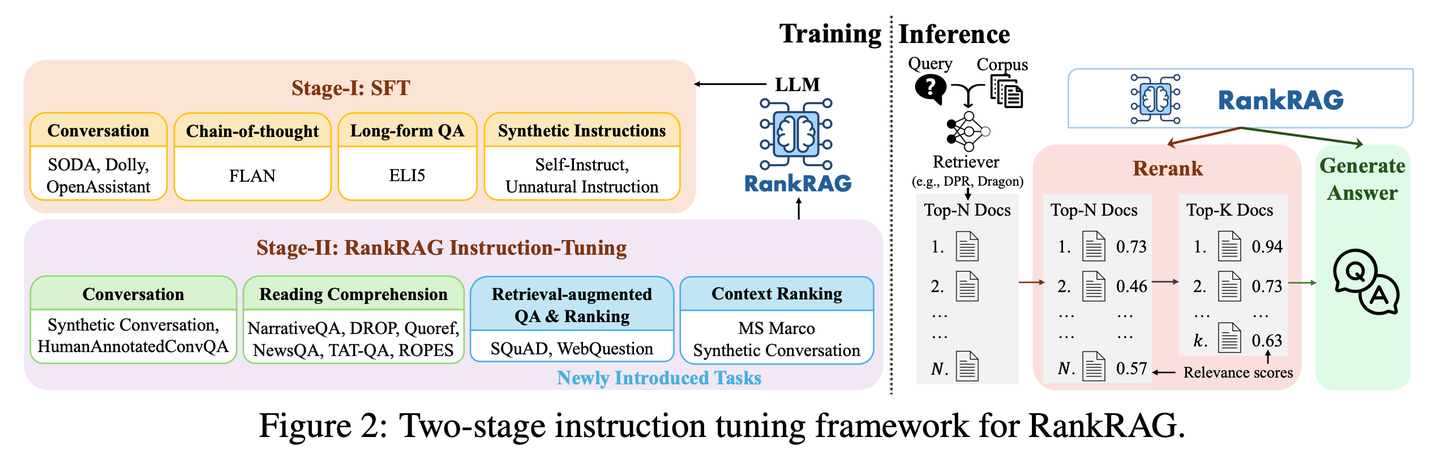 Training
Inference
Stage-I: SFT
Conversation
SODA, Dolly,
OpenAssistant
Chain-of-thought
FLAN
Long-form QA
ELI5
Synthetic Instructions
Self-Instruct,
Unnatural Instruction
LLM
RankRAG
Stage-II: RankRAG Instruction-Tuning
Conversation
Synthetic Conversation,
HumanAnnotatedConvQA
Reading Comprehension
NarrativeQA, DROP, Quoref,
NewsQA, TAT-QA, ROPES
Retrieval-augmented
QA & Ranking
SQuAD, WebQuestion
Context Ranking
MS Marco
Synthetic Conversation
Newly Introduced Tasks
Query
Corpus
?
Retriever
(e.g., DPR, Dragon)
Top-N Docs
1.
2.
...
...
N.
RankRAG
Rerank
Top-N Docs
1. 0.73
2. 0.46
... ...
... ...
N. 0.57
Top-K Docs
1. 0.94
2. 0.73
... ...
k. 0.63
Relevance scores
Generate
Answer
Q
A
Figure 2: Two-stage instruction tuning framework for RankRAG.